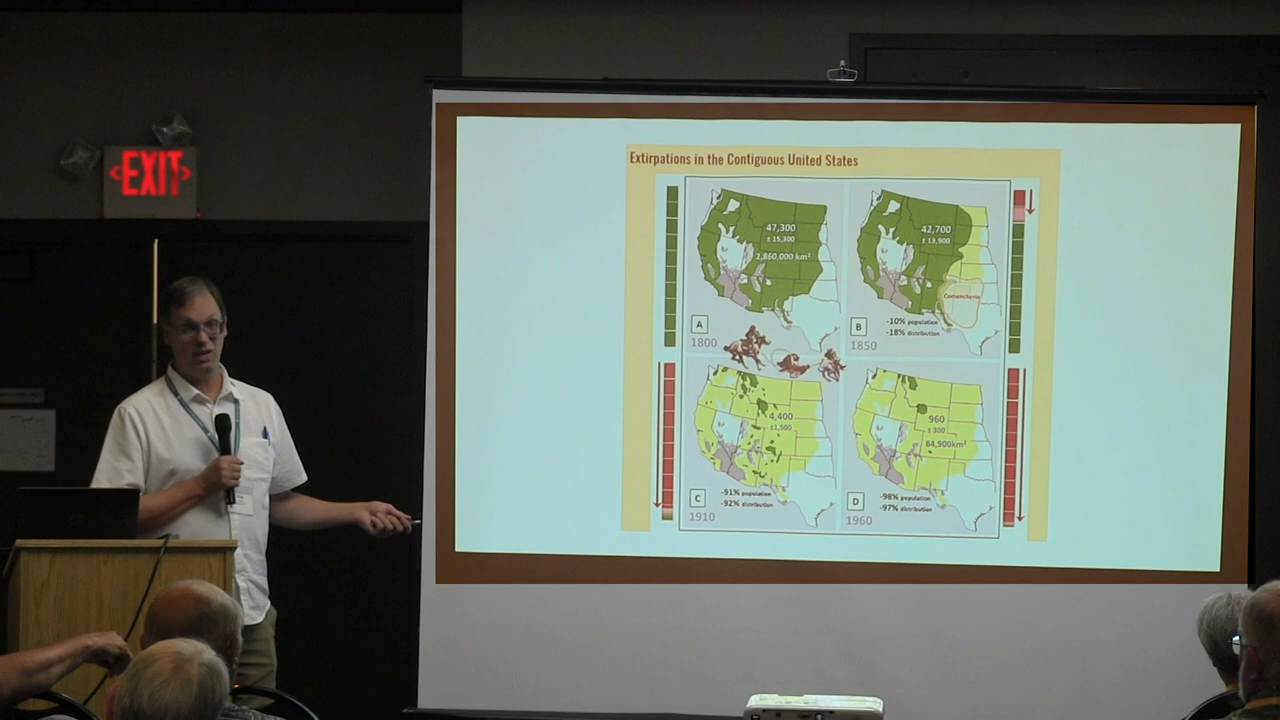 EXIT
Extirpations in the Contiguous United States
47,300
± 15,300
2,860,000 km²
A
1800
42,700
± 13,900
Comancheria
B
-10% population
-18% distribution
1850
4,400
±1,500
C
-91% population
-92% distribution
1910
960
± 300
84,900km²
D
-98% population
-97% distribution
1960